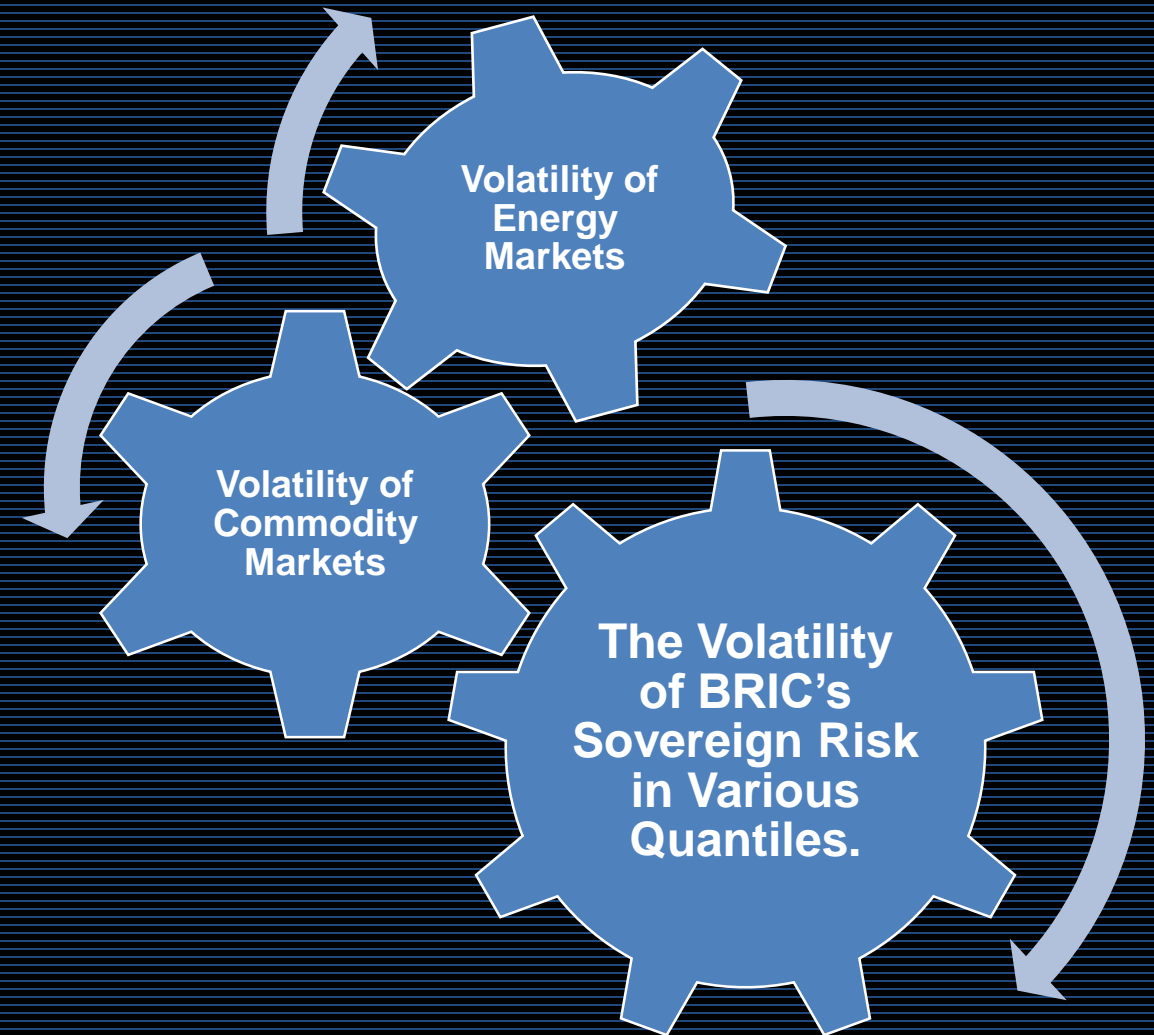 Volatility of
Energy
Markets
Volatility of
Commodity
Markets
The Volatility
of BRIC’s
Sovereign Risk
in Various
Quantiles.